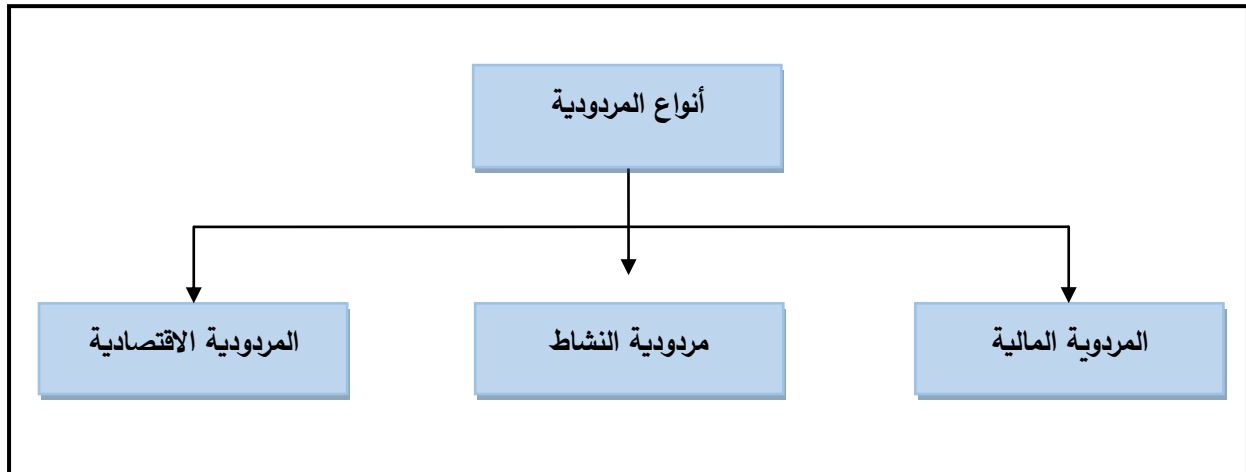 أنواع المردودية
المردوية المالية
مردودية النشاط
المردودية الاقتصادية